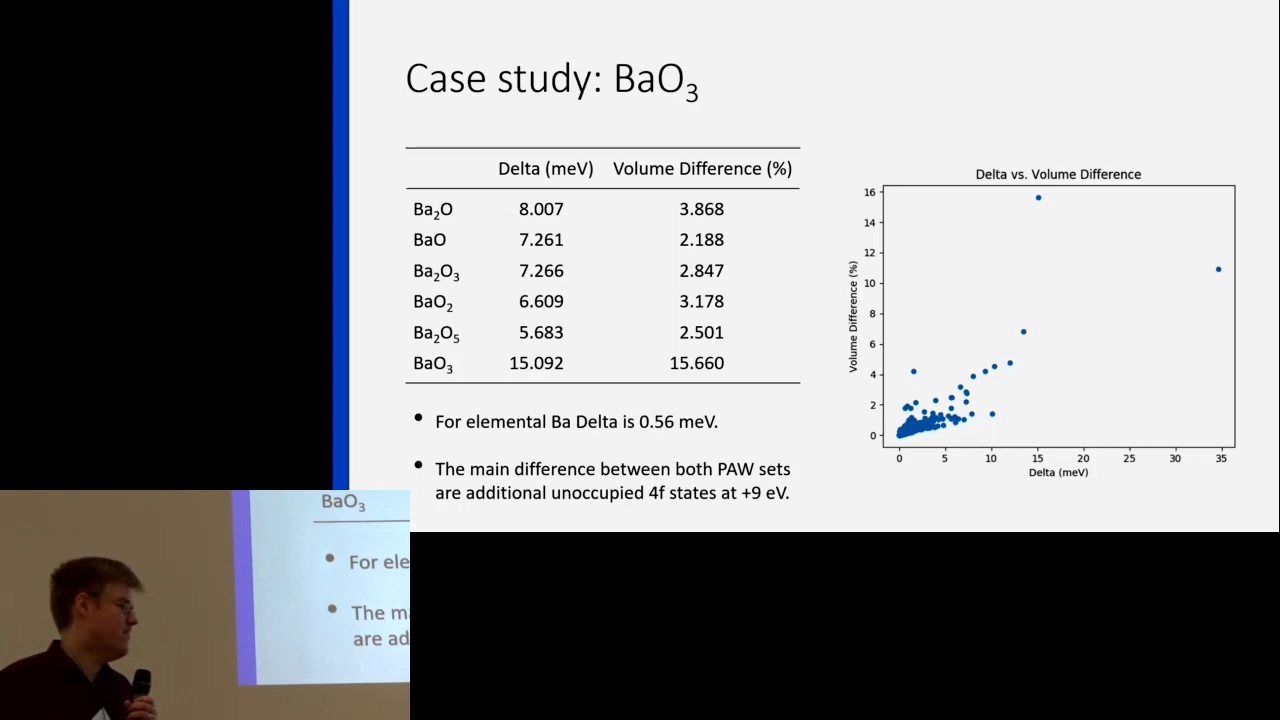 Case study: BaO₃
Delta (meV) Volume Difference (%)
Ba₂O 8.007 3.868
BaO 7.261 2.188
Ba₂O₃ 7.266 2.847
BaO₂ 6.609 3.178
Ba₂O₅ 5.683 2.501
BaO₃ 15.092 15.660
• For elemental Ba Delta is 0.56 meV.
• The main difference between both PAW sets
are additional unoccupied 4f states at +9 eV.
Delta vs. Volume Difference
Volume Difference (%)
16
14
12
10
8
6
4
2
0
0 5 10 15 20 25 30 35
Delta (meV)
BaO₃
• For ele
• The ma
are ad